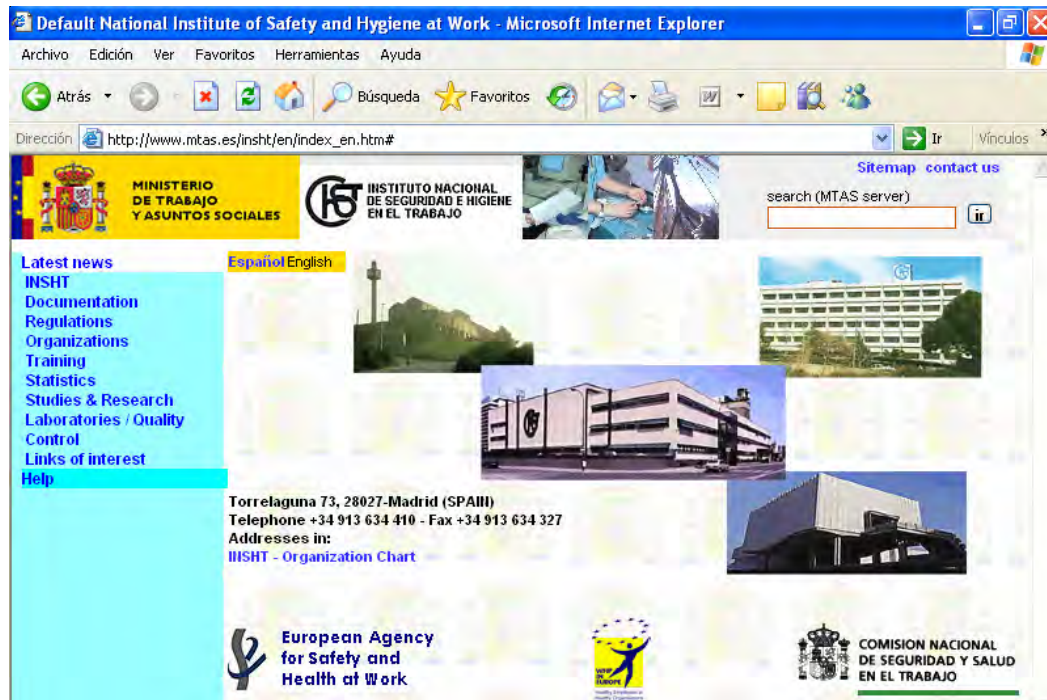 Default National Institute of Safety and Hygiene at Work - Microsoft Internet Explorer
Archivo Edición Ver Favoritos Herramientas Ayuda
Atrás Búsqueda Favoritos
Dirección http://www.mtas.es/insht/en/index_en.htm# Ir Vínculos
Sitemap contact us
MINISTERIO
DE TRABAJO
Y ASUNTOS SOCIALES
INSTITUTO NACIONAL
DE SEGURIDAD E HIGIENE
EN EL TRABAJO
search (MTAS server)
ir
Español English
Latest news
INSHT
Documentation
Regulations
Organizations
Training
Statistics
Studies & Research
Laboratories / Quality
Control
Links of interest
Help
Torrelaguna 73, 28027-Madrid (SPAIN)
Telephone +34 913 634 410 - Fax +34 913 634 327
Addresses in:
INSHT - Organization Chart
European Agency
for Safety and
Health at Work
WHP
IN
EUROPE
COMISION NACIONAL
DE SEGURIDAD Y SALUD
EN EL TRABAJO